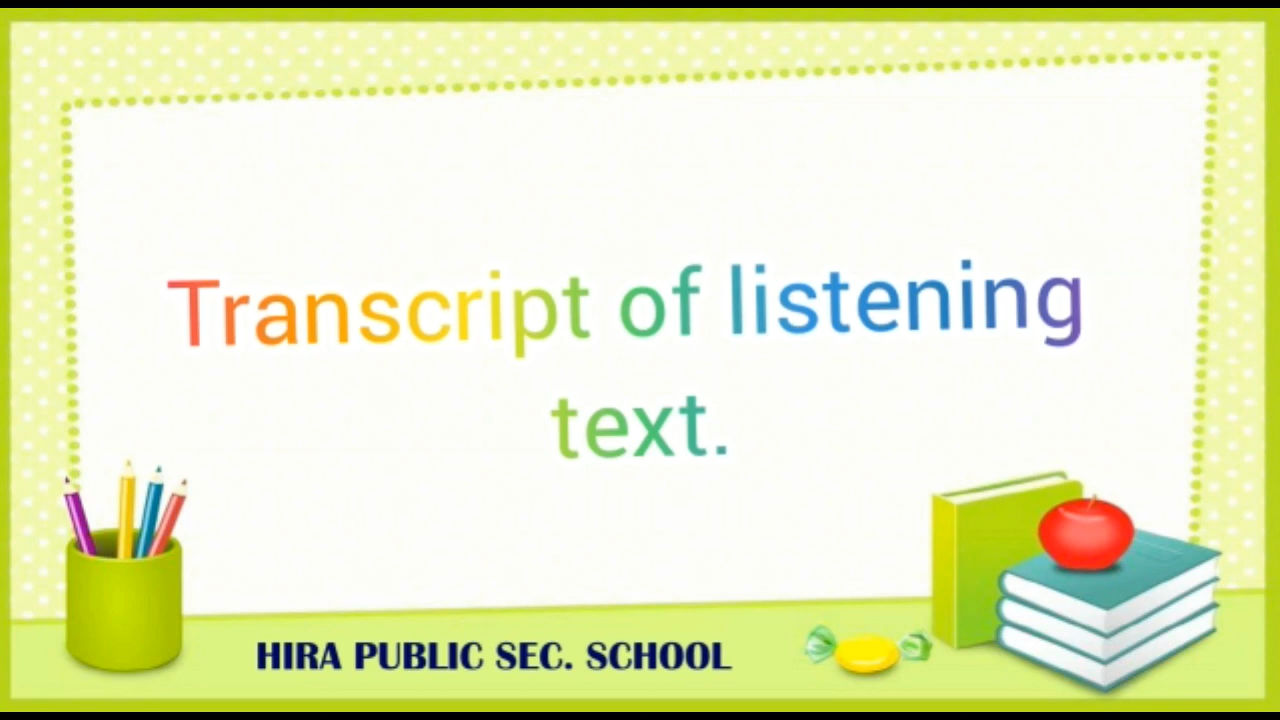 Transcript of listening
text.
HIRA PUBLIC SEC. SCHOOL